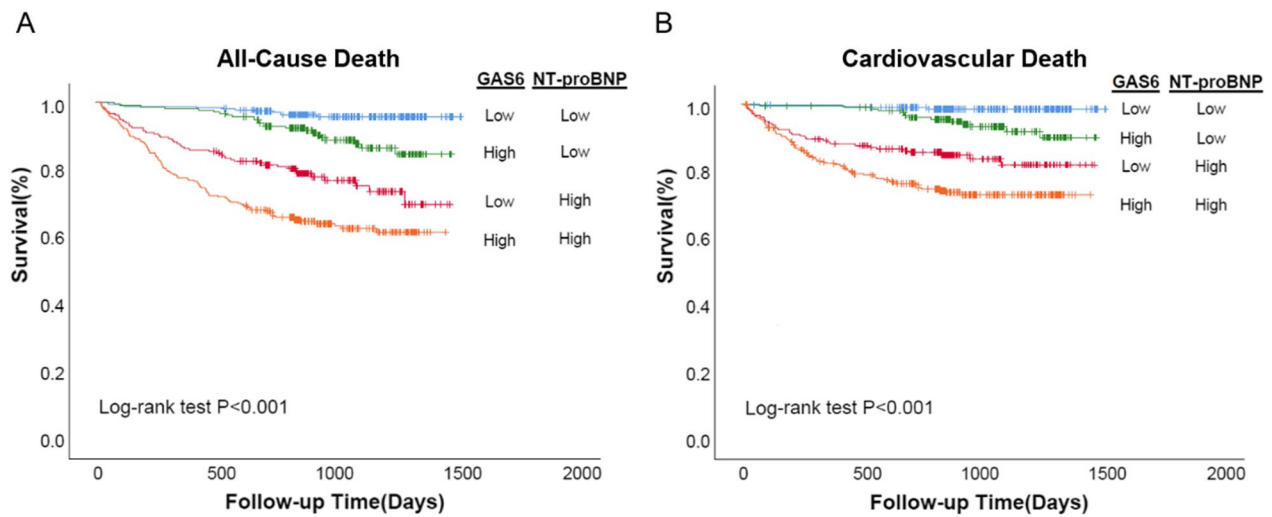 A
All-Cause Death
GAS6 NT-proBNP
Low Low
High Low
Low High
High High
Survival(%)
1.0
0.8
0.6
0.4
0.2
0.0
Log-rank test P<0.001
0 500 1000 1500 2000
Follow-up Time(Days)
B
Cardiovascular Death
GAS6 NT-proBNP
Low Low
High Low
Low High
High High
Survival(%)
1.0
0.8
0.6
0.4
0.2
0.0
Log-rank test P<0.001
0 500 1000 1500 2000
Follow-up Time(Days)